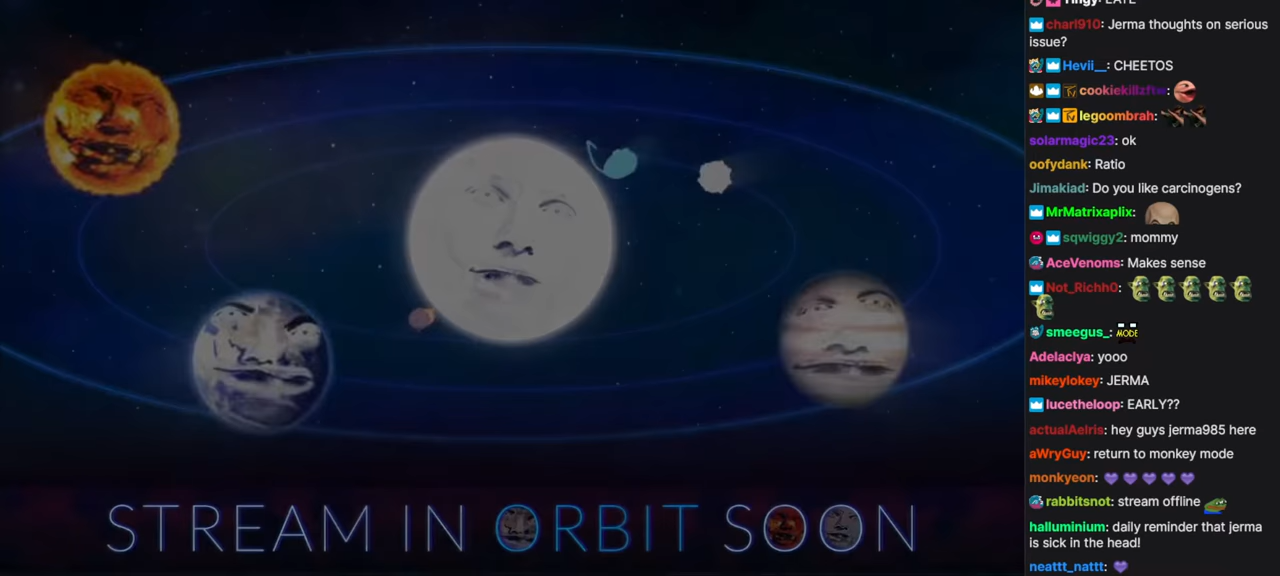 Yingy: LATE
charl910: Jerma thoughts on serious
issue?
Hevii__: CHEETOS
cookiekillzftw:
legoombrah:
solarmagic23: ok
oofydank: Ratio
Jimakiad: Do you like carcinogens?
MrMatrixaplix:
sqwiggy2: mommy
AceVenoms: Makes sense
Not_Richh0:
smeegus_: MODE
Adelaclya: yooo
mikeylokey: JERMA
lucetheloop: EARLY??
actualAelris: hey guys jerma985 here
aWryGuy: return to monkey mode
monkyeon:
rabbitsnot: stream offline
halluminium: daily reminder that jerma
is sick in the head!
neattt_nattt:
STREAM IN ORBIT SOON